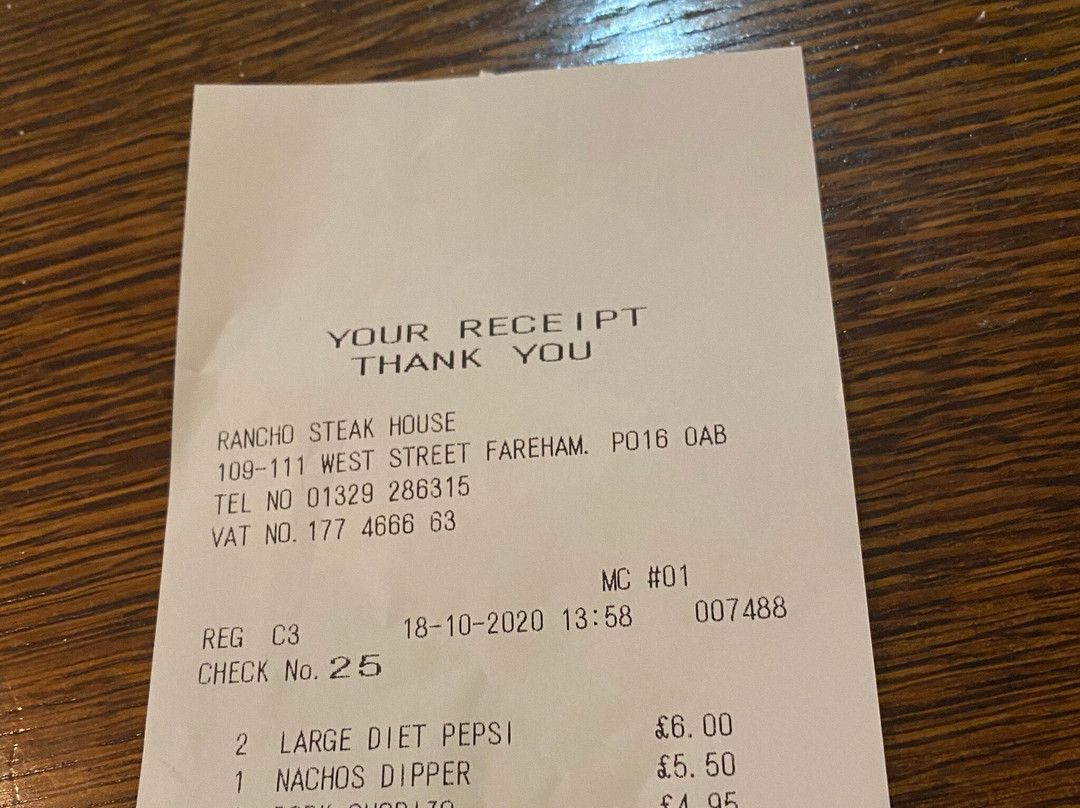 YOUR RECEIPT
THANK YOU
RANCHO STEAK HOUSE
109-111 WEST STREET FAREHAM. PO16 0AB
TEL NO 01329 286315
VAT NO. 177 4666 63
MC #01
REG C3 18-10-2020 13:58 007488
CHECK No. 25
2 LARGE DIET PEPSI £6.00
1 NACHOS DIPPER £5.50
£4.95